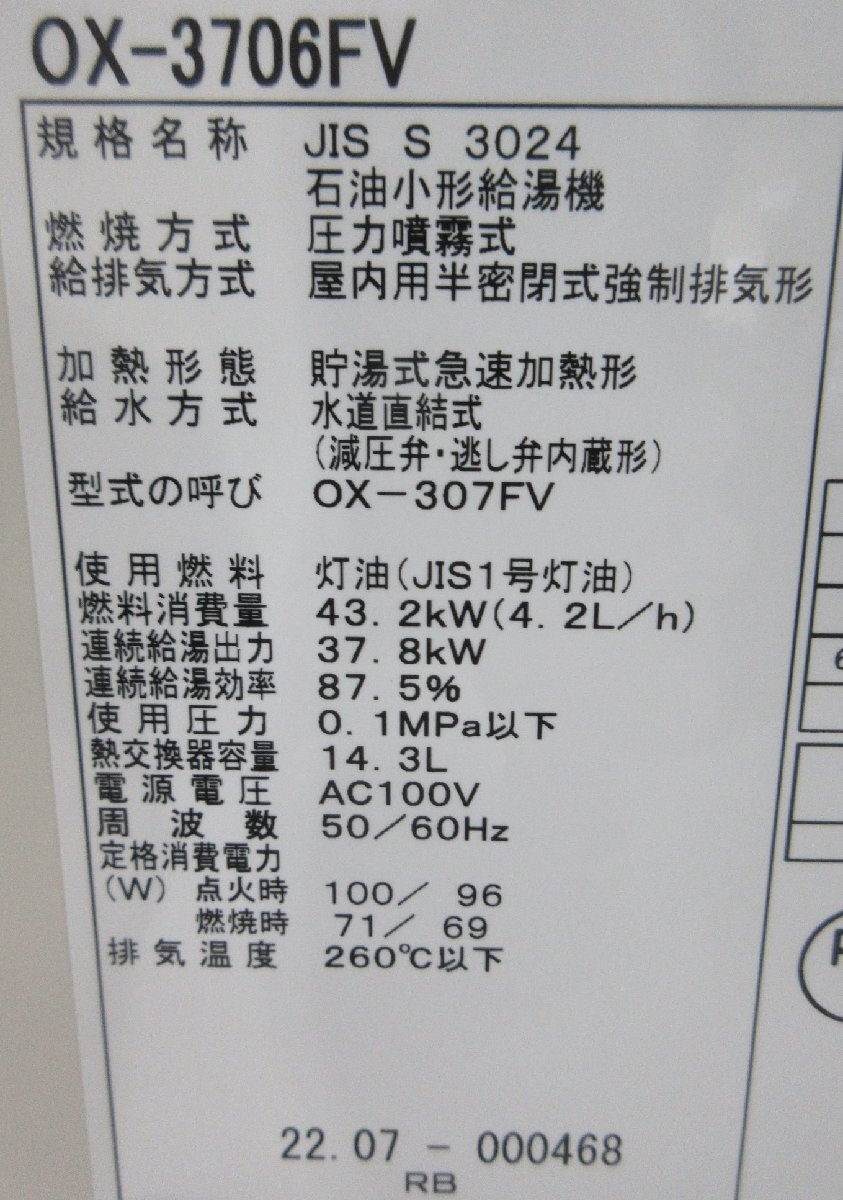 OX-3706FV
規格名称 JIS S 3024
石油小形給湯機
燃焼方式 圧力噴霧式
給排気方式 屋内用半密閉式強制排気形
加熱形態 貯湯式急速加熱形
給水方式 水道直結式
(減圧弁・逃し弁内蔵形)
型式の呼び OX-307FV
使用燃料 灯油(JIS1号灯油)
燃料消費量 43.2kW(4.2L/h)
連続給湯出力 37.8kW
連続給湯効率 87.5%
使用圧力 0.1MPa以下
熱交換器容量 14.3L
電源電圧 AC100V
周波数 50/60Hz
定格消費電力
(W) 点火時 100/ 96
燃焼時 71/ 69
排気温度 260℃以下
22.07 - 000468
RB